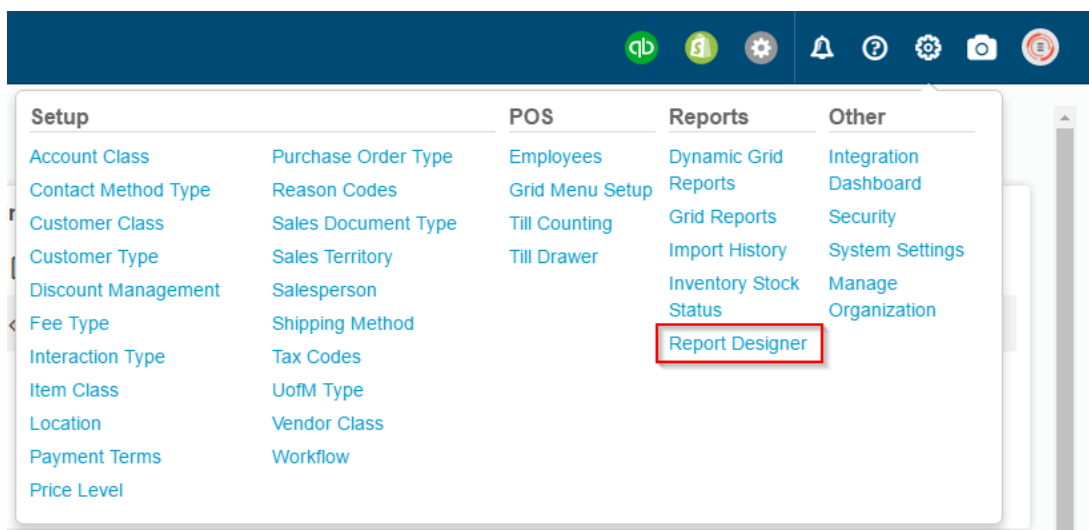 qb
Setup
Account Class
Contact Method Type
Customer Class
Customer Type
Discount Management
Fee Type
Interaction Type
Item Class
Location
Payment Terms
Price Level
Purchase Order Type
Reason Codes
Sales Document Type
Sales Territory
Salesperson
Shipping Method
Tax Codes
UofM Type
Vendor Class
Workflow
POS
Employees
Grid Menu Setup
Till Counting
Till Drawer
Reports
Dynamic Grid
Reports
Grid Reports
Import History
Inventory Stock
Status
Report Designer
Other
Integration
Dashboard
Security
System Settings
Manage
Organization